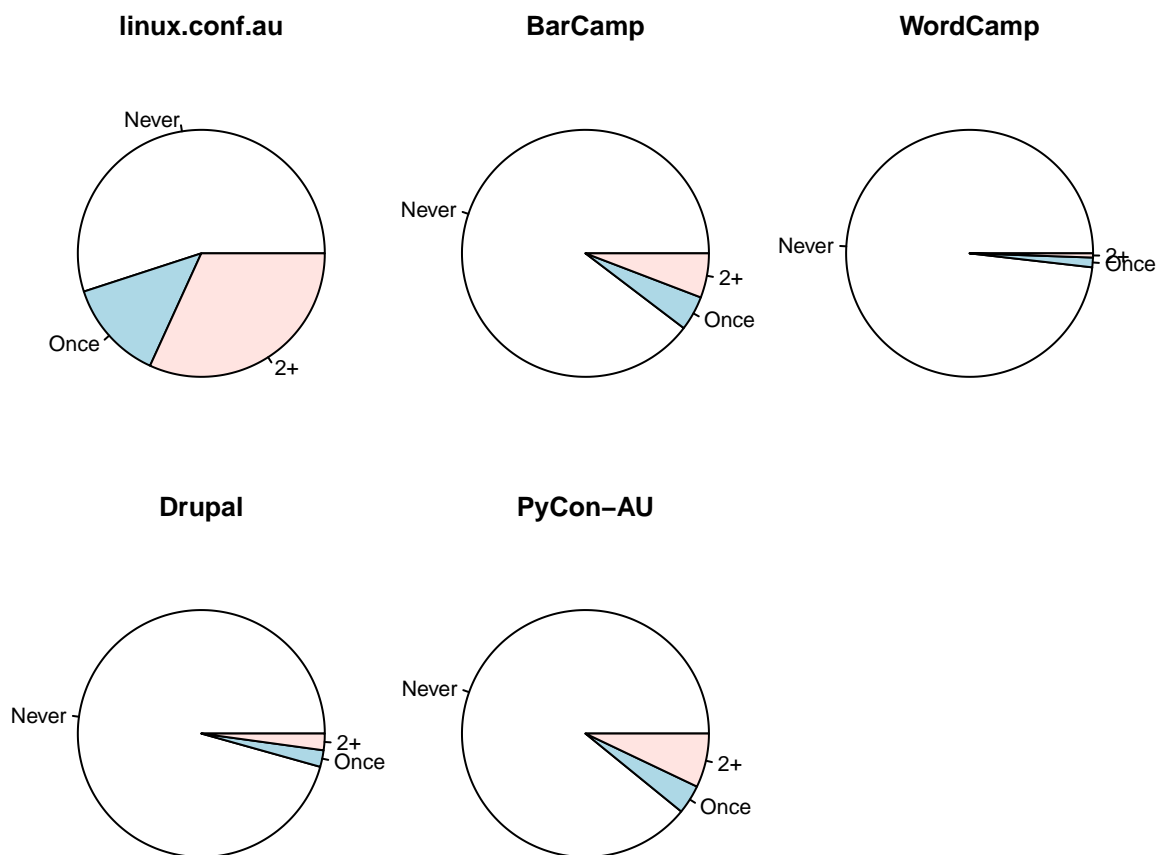 linux.conf.au
Never
Once
2+
BarCamp
Never
Once
2+
WordCamp
Never
Once
2+
Drupal
Never
Once
2+
PyCon−AU
Never
Once
2+